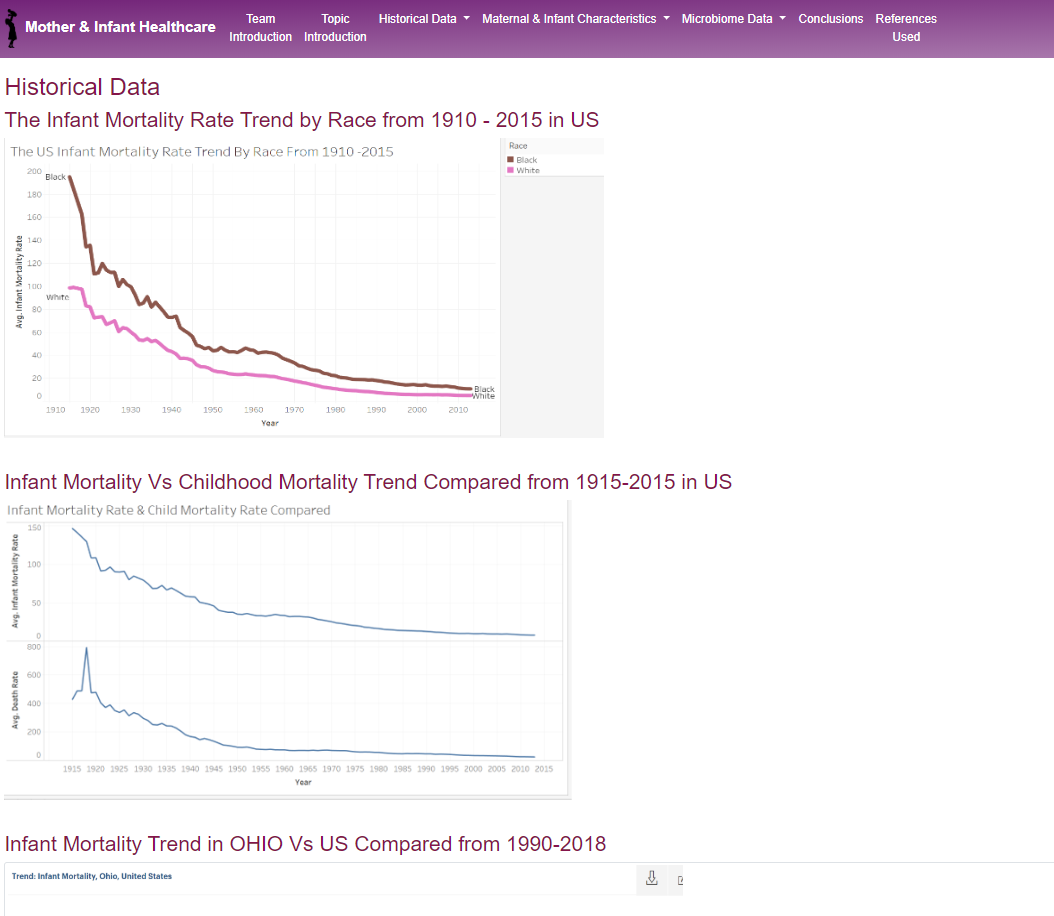 Mother & Infant Healthcare
Team Introduction
Topic Introduction
Historical Data
Maternal & Infant Characteristics
Microbiome Data
Conclusions
References Used
Historical Data
The Infant Mortality Rate Trend by Race from 1910 - 2015 in US
The US Infant Mortality Rate Trend By Race From 1910 -2015
Race
Black
White
200
180
160
140
120
100
80
60
40
20
0
Avg. Infant Mortality Rate
Black
White
Black
White
1910 1920 1930 1940 1950 1960 1970 1980 1990 2000 2010
Year
Infant Mortality Vs Childhood Mortality Trend Compared from 1915-2015 in US
Infant Mortality Rate & Child Mortality Rate Compared
150
100
50
0
Avg. Infant Mortality Rate
800
600
400
200
0
Avg. Death Rate
1915 1920 1925 1930 1935 1940 1945 1950 1955 1960 1965 1970 1975 1980 1985 1990 1995 2000 2005 2010 2015
Year
Infant Mortality Trend in OHIO Vs US Compared from 1990-2018
Trend: Infant Mortality, Ohio, United States